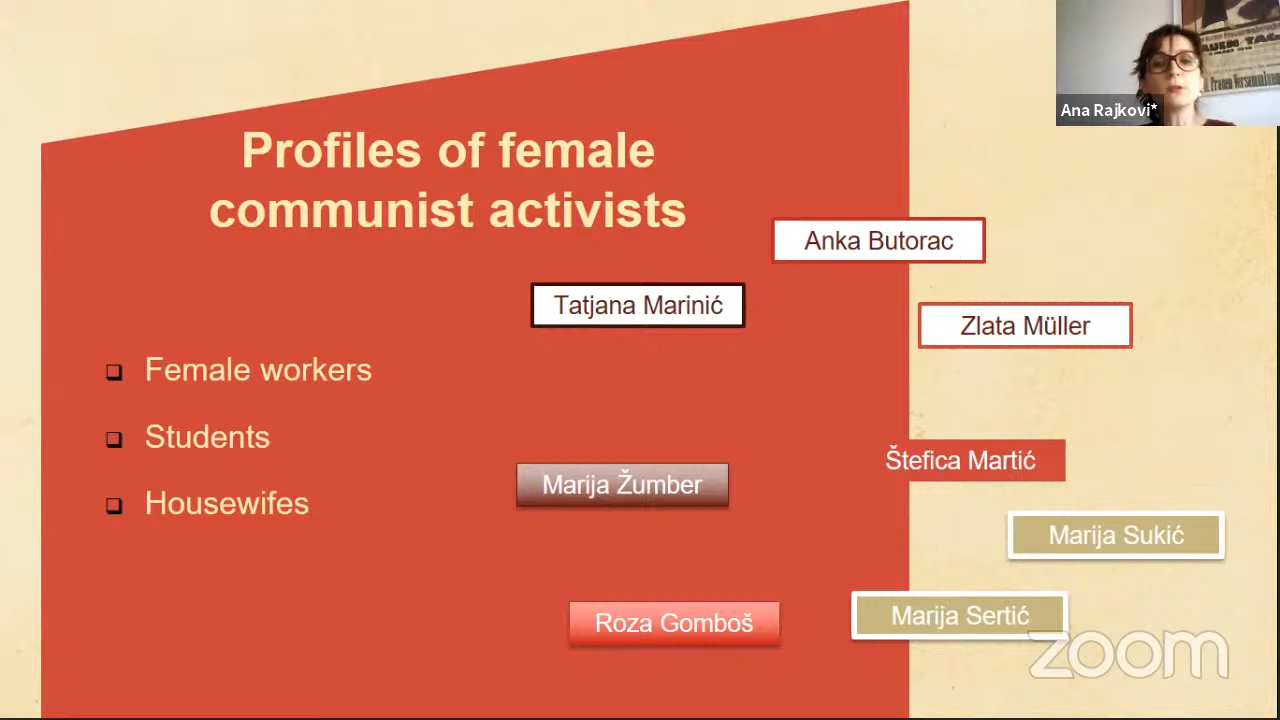 Profiles of female
communist activists
Female workers
Students
Housewifes
Anka Butorac
Tatjana Marinić
Zlata Müller
Štefica Martić
Marija Žumber
Marija Sukić
Roza Gomboš
Marija Sertić
Ana Rajkovi*
zoom